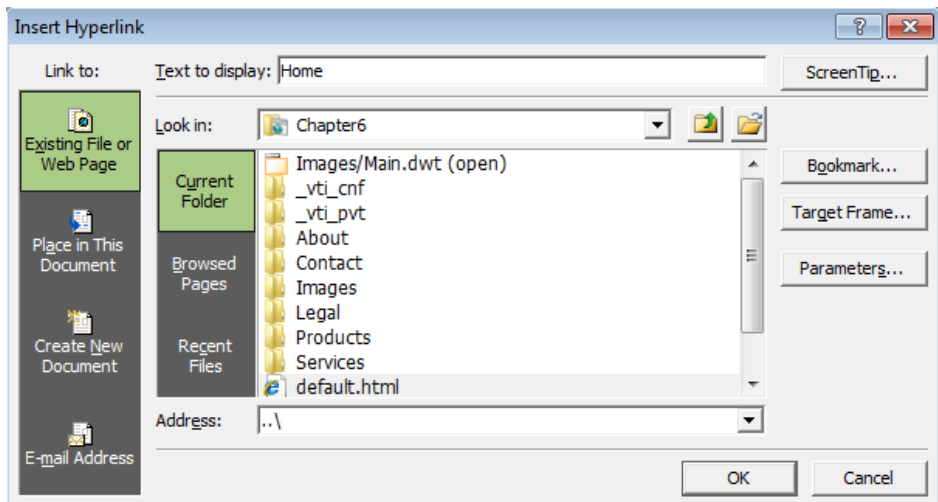 Insert Hyperlink
Link to:
Text to display: Home
ScreenTip...
Existing File or
Web Page
Place in This
Document
Create New
Document
E-mail Address
Look in: Chapter6
Current
Folder
Browsed
Pages
Recent
Files
Images/Main.dwt (open)
_vti_cnf
_vti_pvt
About
Contact
Images
Legal
Products
Services
default.html
Bookmark...
Target Frame...
Parameters...
Address: ..\
OK
Cancel